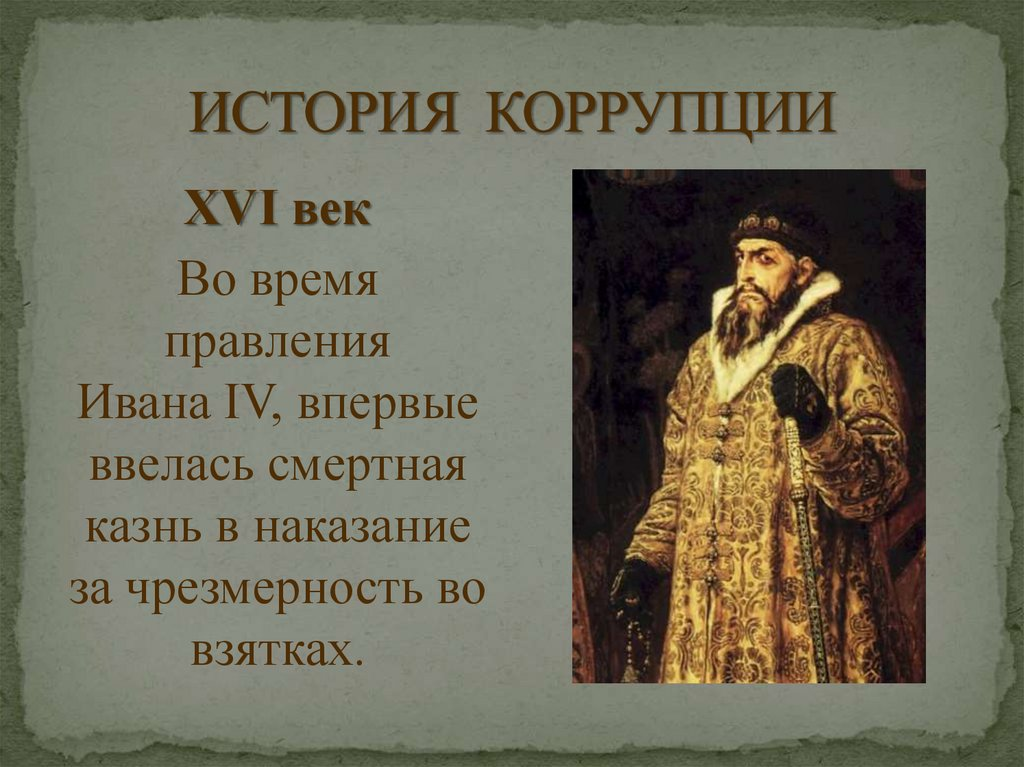 ИСТОРИЯ КОРРУПЦИИ
XVI век
Во время
правления
Ивана IV, впервые
ввелась смертная
казнь в наказание
за чрезмерность во
взятках.